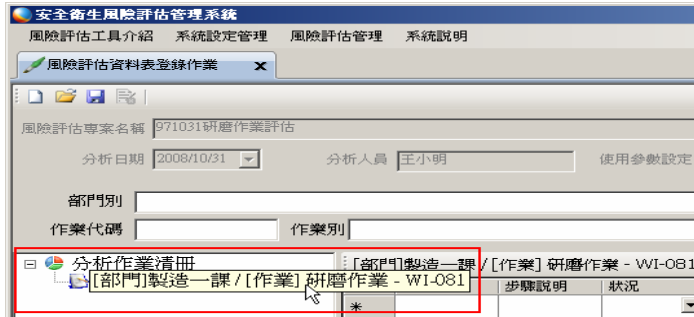 安全衛生風險評估管理系統
風險評估工具介紹 系統設定管理 風險評估管理 系統說明
風險評估資料表登錄作業 x
風險評估專案名稱 971031研磨作業評估
分析日期 2008/10/31 分析人員 王小明 使用參數設定
部門別
作業代碼 作業別
分析作業清冊 [部門]製造一課 / [作業] 研磨作業 - WI-081
[部門]製造一課 / [作業] 研磨作業 - WI-081 步驟說明 狀況
*